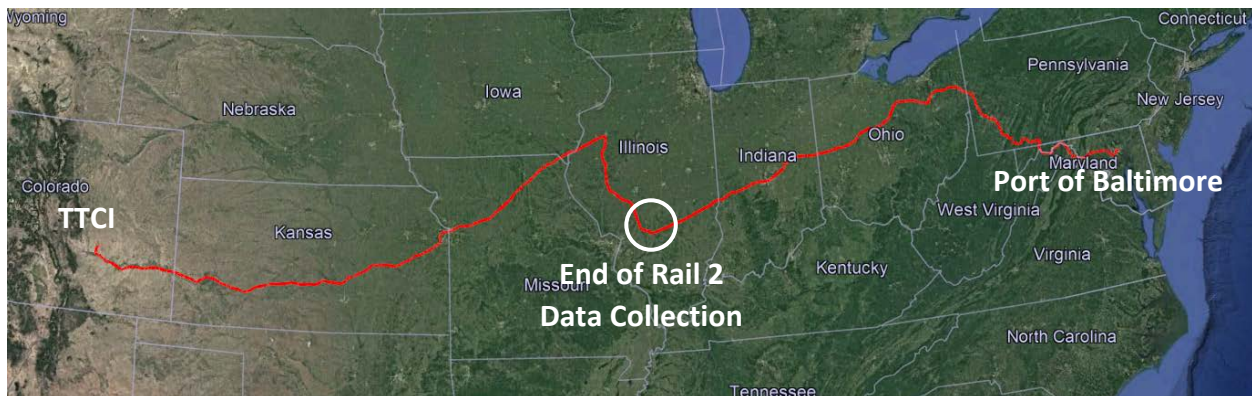 Wyoming
Connecticut
Pennsylvania
Iowa
Nebraska
New Jersey
Ohio
Illinois
Indiana
Maryland
Colorado
Port of Baltimore
TTCI
West Virginia
Kansas
Virginia
Kentucky
End of Rail 2
Missouri
Data Collection
North Carolina
Tennessee